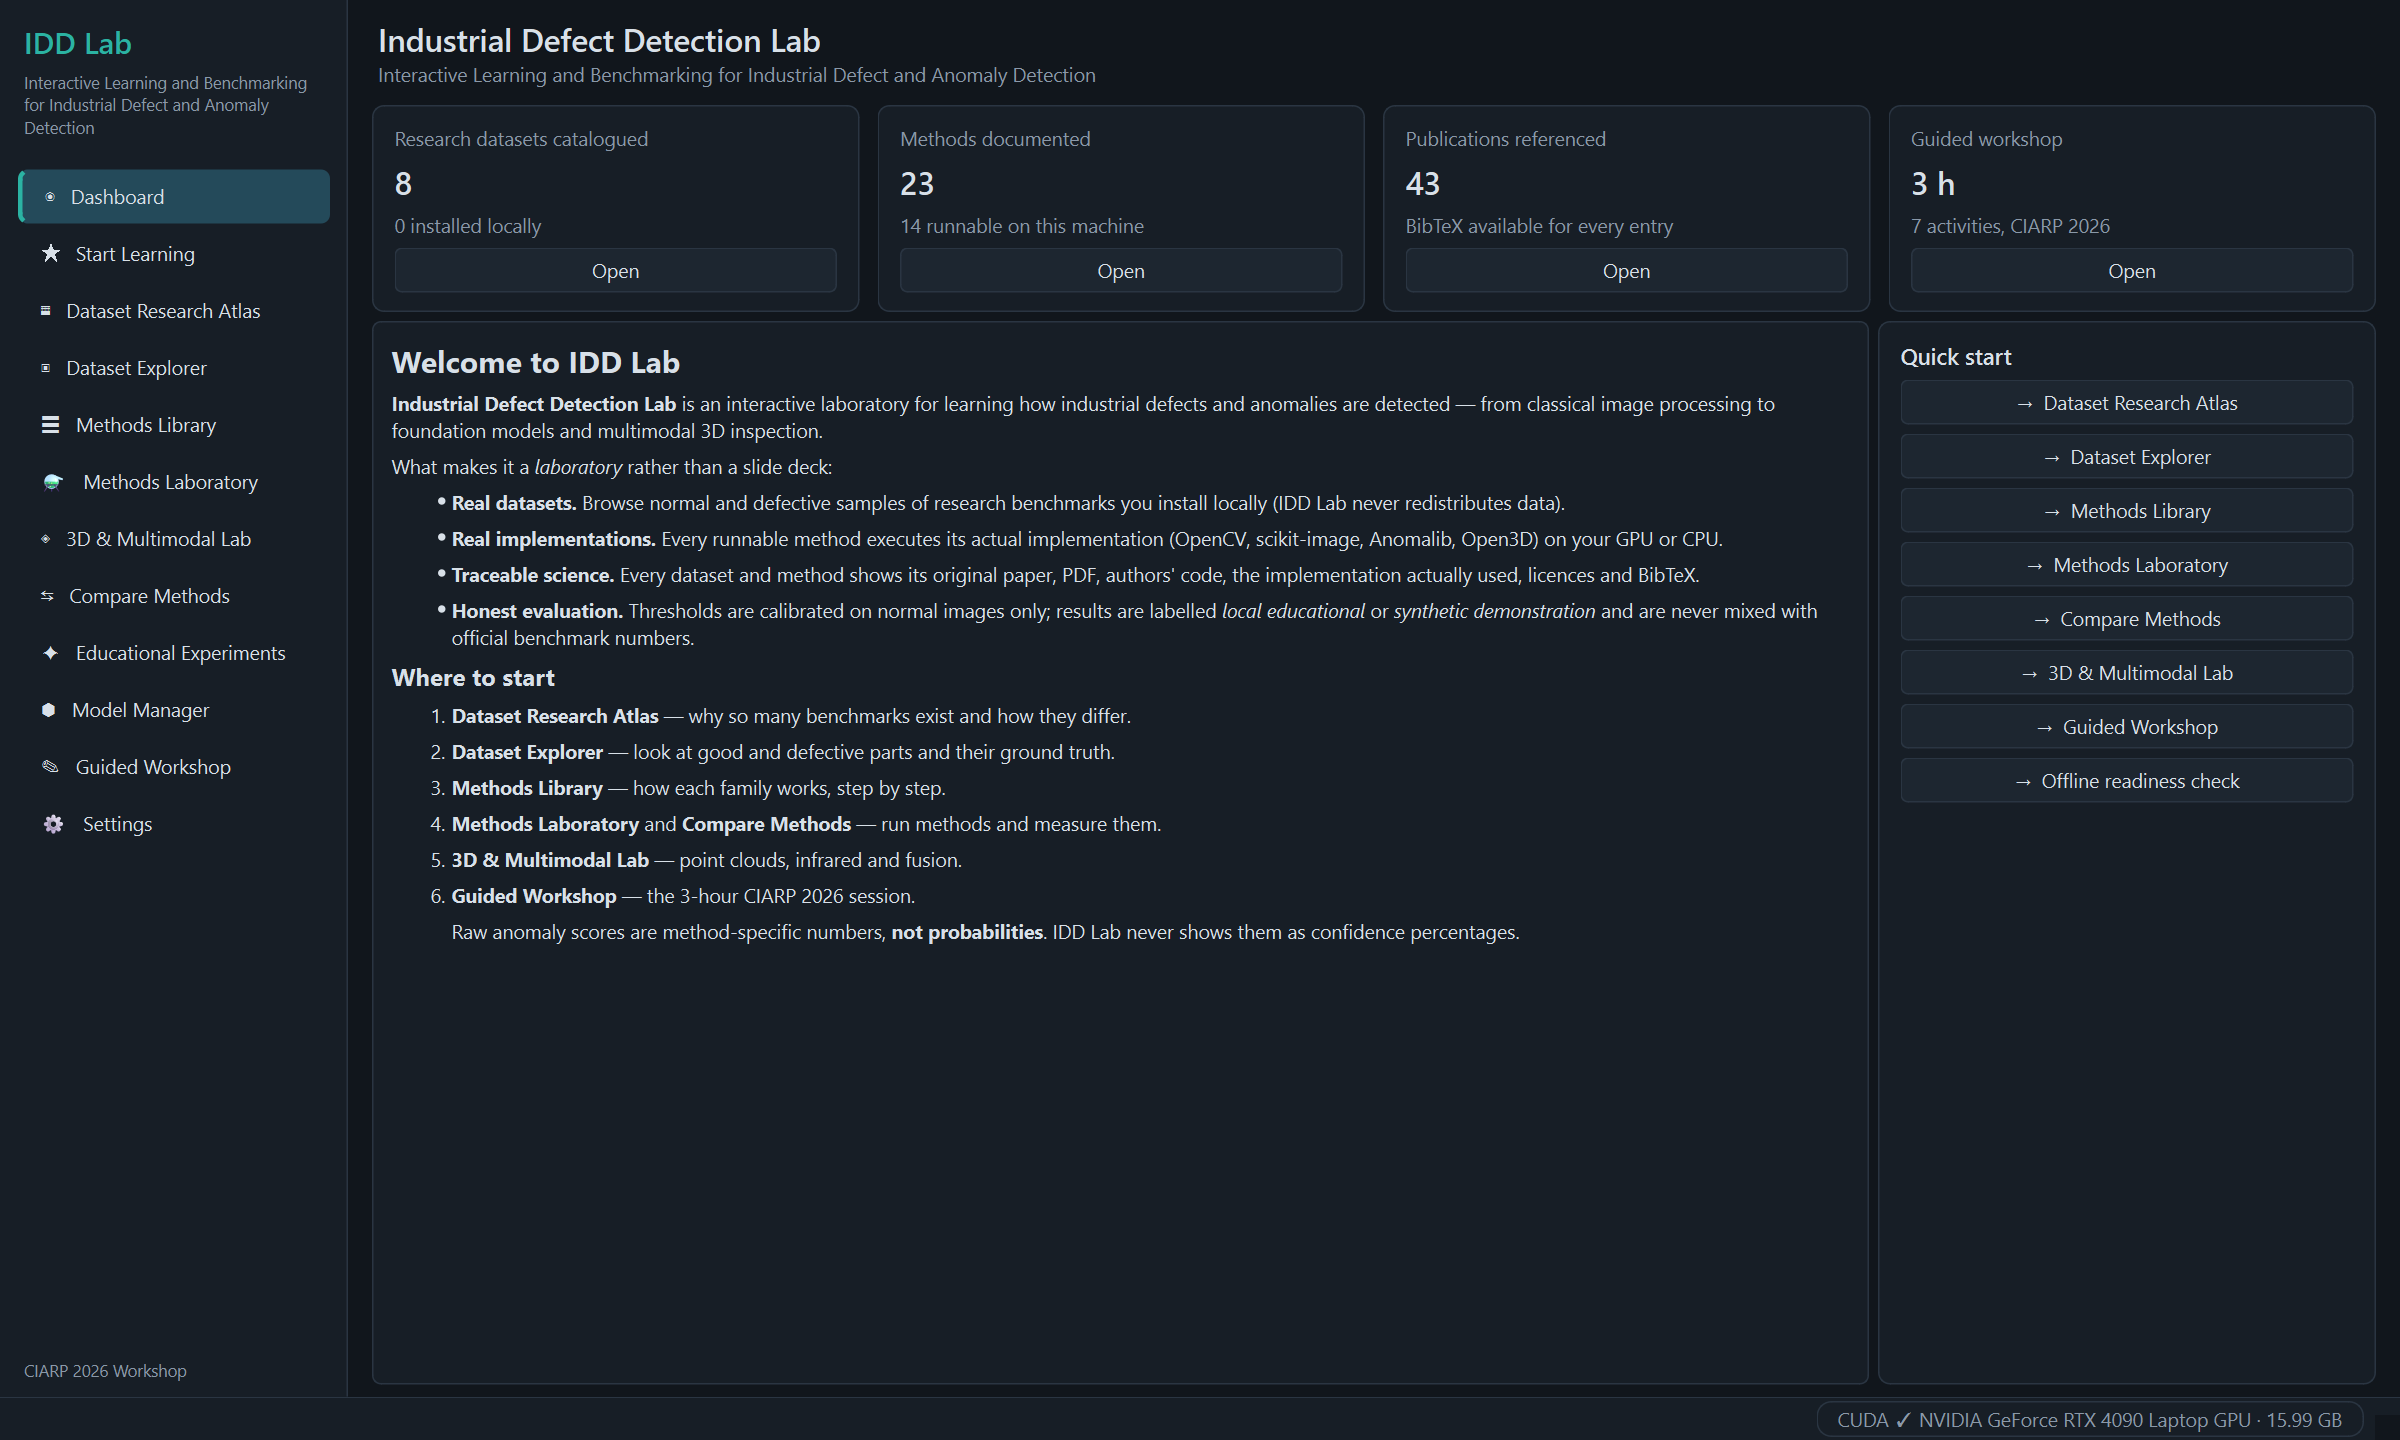 IDD Lab
Interactive Learning and Benchmarking
for Industrial Defect and Anomaly
Detection
Dashboard
Start Learning
Dataset Research Atlas
Dataset Explorer
Methods Library
Methods Laboratory
3D & Multimodal Lab
Compare Methods
Educational Experiments
Model Manager
Guided Workshop
Settings
CIARP 2026 Workshop
Industrial Defect Detection Lab
Interactive Learning and Benchmarking for Industrial Defect and Anomaly Detection
Research datasets catalogued
8
0 installed locally
Open
Methods documented
23
14 runnable on this machine
Open
Publications referenced
43
BibTeX available for every entry
Open
Guided workshop
3 h
7 activities, CIARP 2026
Open
Welcome to IDD Lab
Industrial Defect Detection Lab is an interactive laboratory for learning how industrial defects and anomalies are detected — from classical image processing to
foundation models and multimodal 3D inspection.
What makes it a laboratory rather than a slide deck:
• Real datasets. Browse normal and defective samples of research benchmarks you install locally (IDD Lab never redistributes data).
• Real implementations. Every runnable method executes its actual implementation (OpenCV, scikit-image, Anomalib, Open3D) on your GPU or CPU.
• Traceable science. Every dataset and method shows its original paper, PDF, authors' code, the implementation actually used, licences and BibTeX.
• Honest evaluation. Thresholds are calibrated on normal images only; results are labelled local educational or synthetic demonstration and are never mixed with
official benchmark numbers.
Where to start
1. Dataset Research Atlas — why so many benchmarks exist and how they differ.
2. Dataset Explorer — look at good and defective parts and their ground truth.
3. Methods Library — how each family works, step by step.
4. Methods Laboratory and Compare Methods — run methods and measure them.
5. 3D & Multimodal Lab — point clouds, infrared and fusion.
6. Guided Workshop — the 3-hour CIARP 2026 session.
Raw anomaly scores are method-specific numbers, not probabilities. IDD Lab never shows them as confidence percentages.
Quick start
→ Dataset Research Atlas
→ Dataset Explorer
→ Methods Library
→ Methods Laboratory
→ Compare Methods
→ 3D & Multimodal Lab
→ Guided Workshop
→ Offline readiness check
CUDA ✓ NVIDIA GeForce RTX 4090 Laptop GPU · 15.99 GB